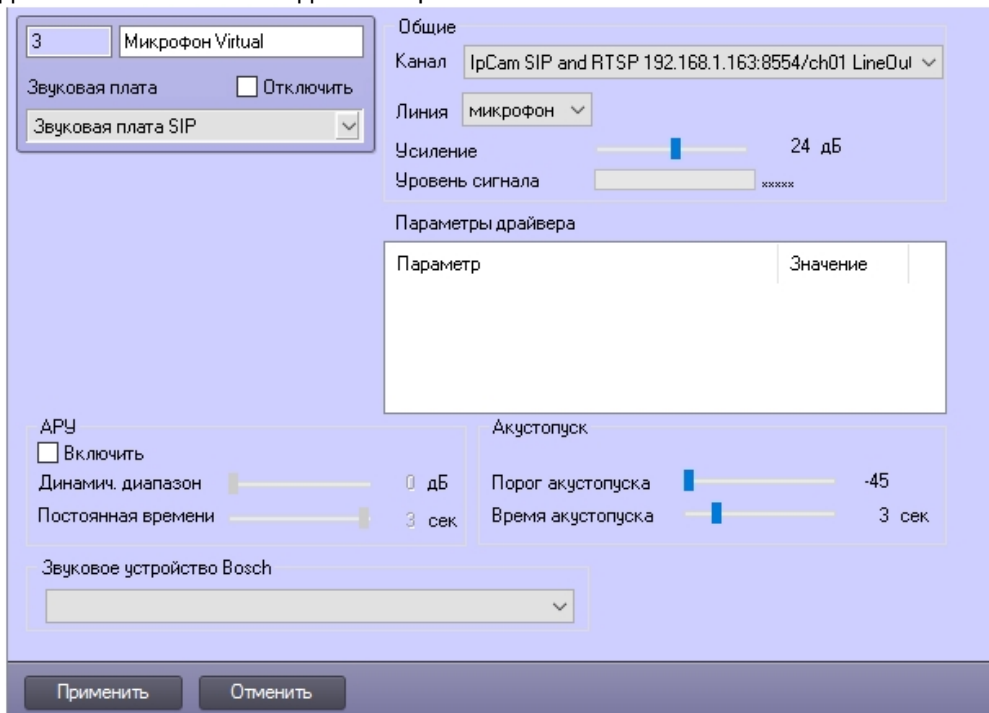 3
Микрофон Virtual
Звуковая плата
Отключить
Звуковая плата SIP
Общие
Канал
IpCam SIP and RTSP 192.168.1.163:8554/ch01 LineOut
Линия
микрофон
Усиление
24 дБ
Уровень сигнала
xxxxx
Параметры драйвера
Параметр
Значение
АРУ
Включить
Динамич. диапазон
0 дБ
Постоянная времени
3 сек
Акустопуск
Порог акустопуска
-45
Время акустопуска
3 сек
Звуковое устройство Bosch
Применить
Отменить